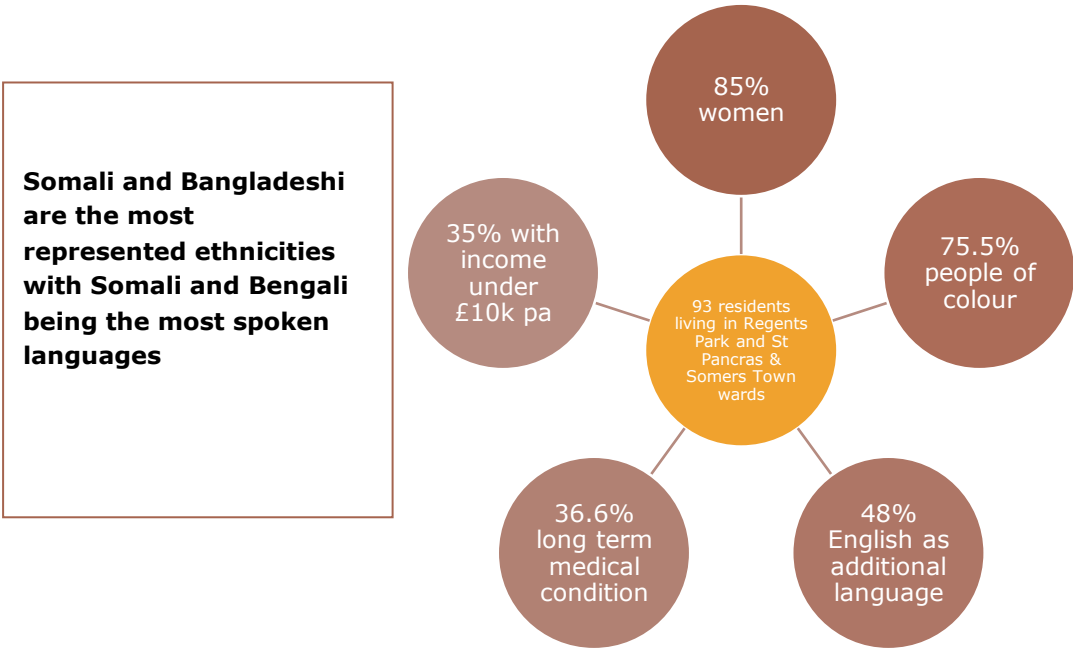 Somali and Bangladeshi
are the most
represented ethnicities
with Somali and Bengali
being the most spoken
languages
85%
women
75.5%
people of
colour
48%
English as
additional
language
36.6%
long term
medical
condition
35% with
income
under
£10k pa
93 residents
living in Regents
Park and St
Pancras &
Somers Town
wards